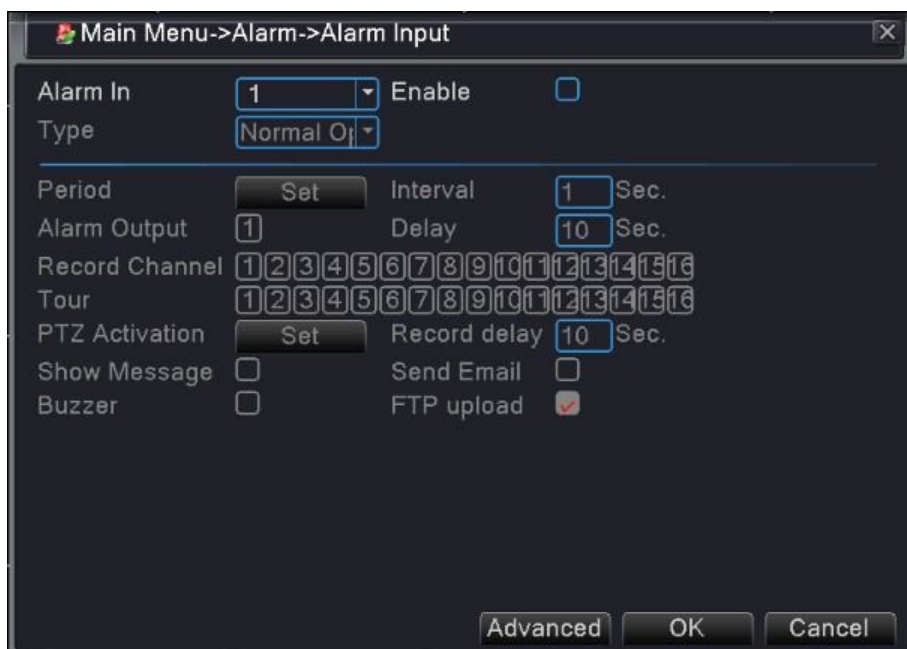 Main Menu->Alarm->Alarm Input
Alarm In 1 Enable
Type Normal Op
Period Set Interval 1 Sec.
Alarm Output 1 Delay 10 Sec.
Record Channel 1 2 3 4 5 6 7 8 9 10 11 12 13 14 15 16
Tour 1 2 3 4 5 6 7 8 9 10 11 12 13 14 15 16
PTZ Activation Set Record delay 10 Sec.
Show Message Send Email
Buzzer FTP upload
Advanced OK Cancel